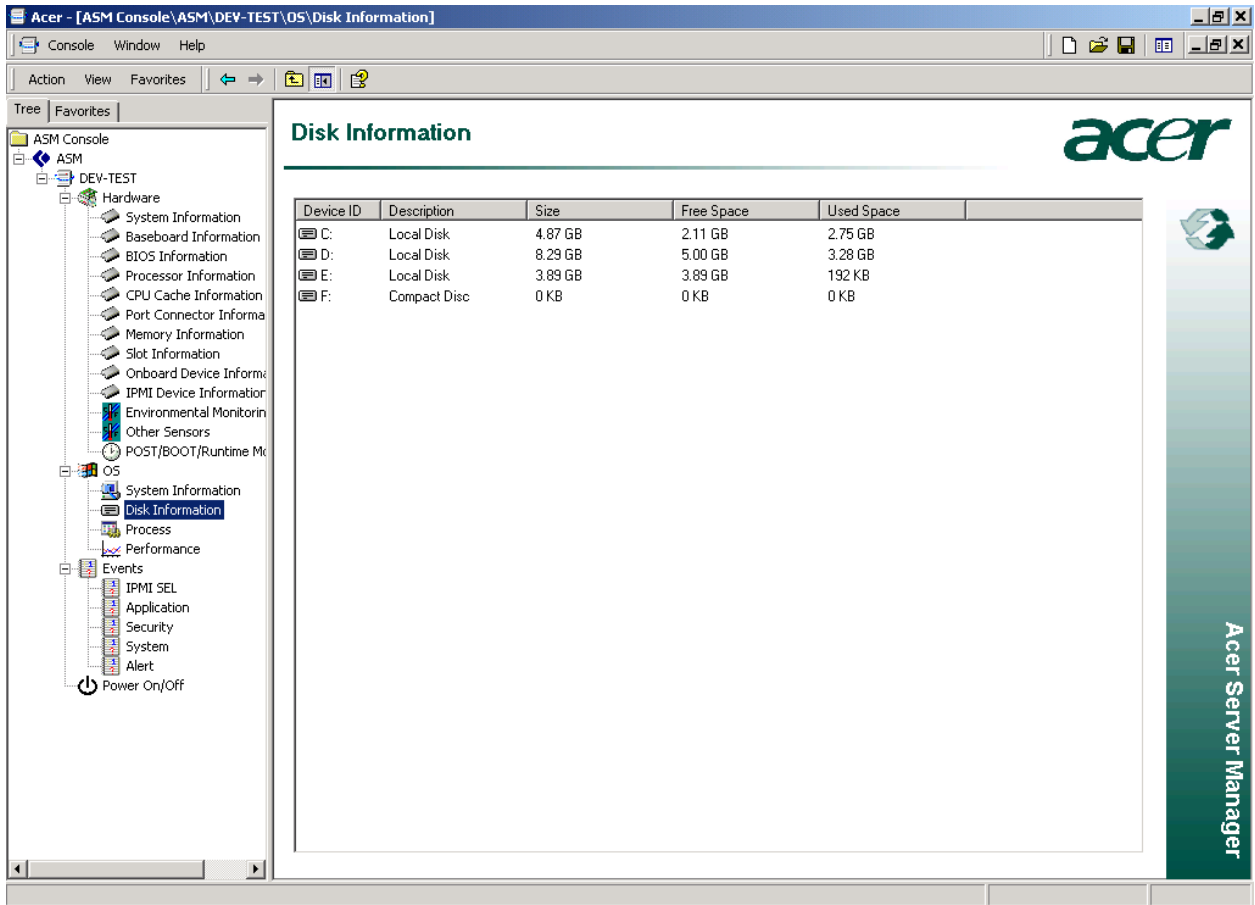 Acer - [ASM Console\ASM\DEV-TEST\OS\Disk Information]
Console Window Help
Action View Favorites
Tree Favorites
ASM Console
ASM
DEV-TEST
Hardware
System Information
Baseboard Information
BIOS Information
Processor Information
CPU Cache Information
Port Connector Informa
Memory Information
Slot Information
Onboard Device Informa
IPMI Device Information
Environmental Monitorin
Other Sensors
POST/BOOT/Runtime Mo
OS
System Information
Disk Information
Process
Performance
Events
IPMI SEL
Application
Security
System
Alert
Power On/Off
Disk Information
acer
Device ID Description Size Free Space Used Space
C: Local Disk 4.87 GB 2.11 GB 2.75 GB
D: Local Disk 8.29 GB 5.00 GB 3.28 GB
E: Local Disk 3.89 GB 3.89 GB 192 KB
F: Compact Disc 0 KB 0 KB 0 KB
Acer Server Manager